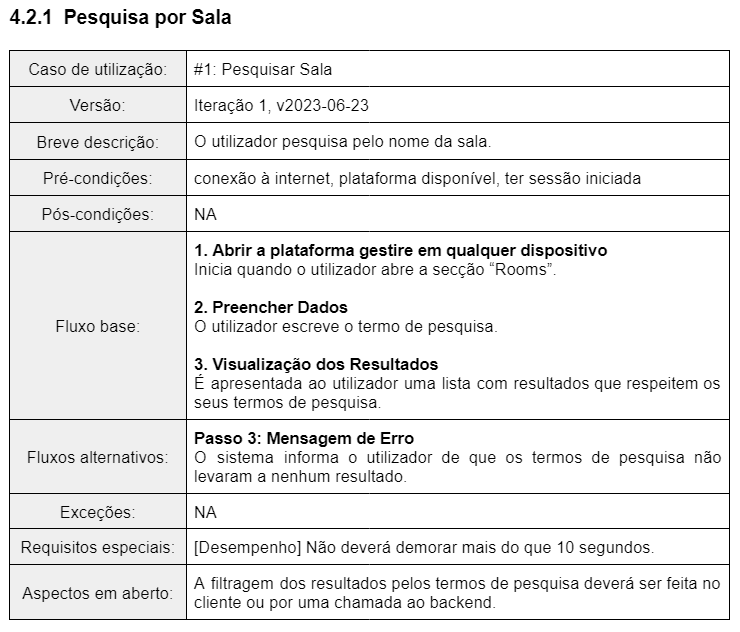 4.2.1 Pesquisa por Sala
Caso de utilização: #1: Pesquisar Sala
Versão: Iteração 1, v2023-06-23
Breve descrição: O utilizador pesquisa pelo nome da sala.
Pré-condições: conexão à internet, plataforma disponível, ter sessão iniciada
Pós-condições: NA
Fluxo base:
1. Abrir a plataforma gestire em qualquer dispositivo
Inicia quando o utilizador abre a secção “Rooms”.
2. Preencher Dados
O utilizador escreve o termo de pesquisa.
3. Visualização dos Resultados
É apresentada ao utilizador uma lista com resultados que respeitem os
seus termos de pesquisa.
Fluxos alternativos:
Passo 3: Mensagem de Erro
O sistema informa o utilizador de que os termos de pesquisa não
levaram a nenhum resultado.
Exceções: NA
Requisitos especiais: [Desempenho] Não deverá demorar mais do que 10 segundos.
Aspectos em aberto:
A filtragem dos resultados pelos termos de pesquisa deverá ser feita no
cliente ou por uma chamada ao backend.